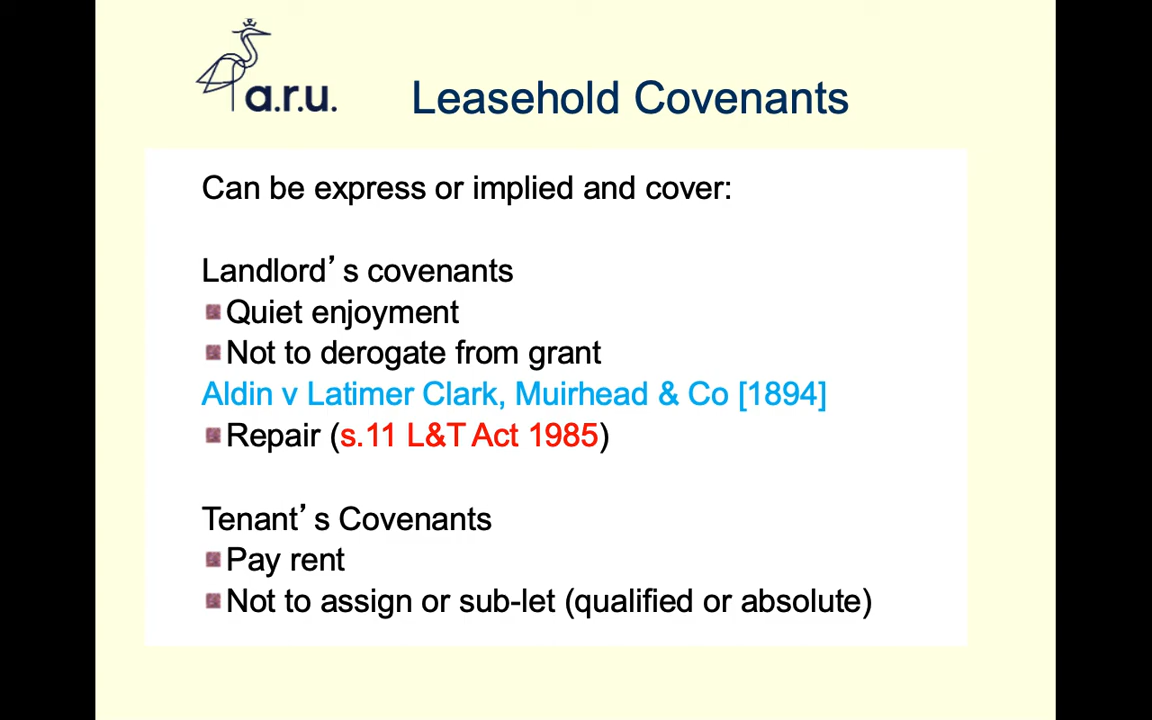 a.r.u.
Leasehold Covenants
Can be express or implied and cover:
Landlord’s covenants
Quiet enjoyment
Not to derogate from grant
Aldin v Latimer Clark, Muirhead & Co [1894]
Repair (s.11 L&T Act 1985)
Tenant’s Covenants
Pay rent
Not to assign or sub-let (qualified or absolute)